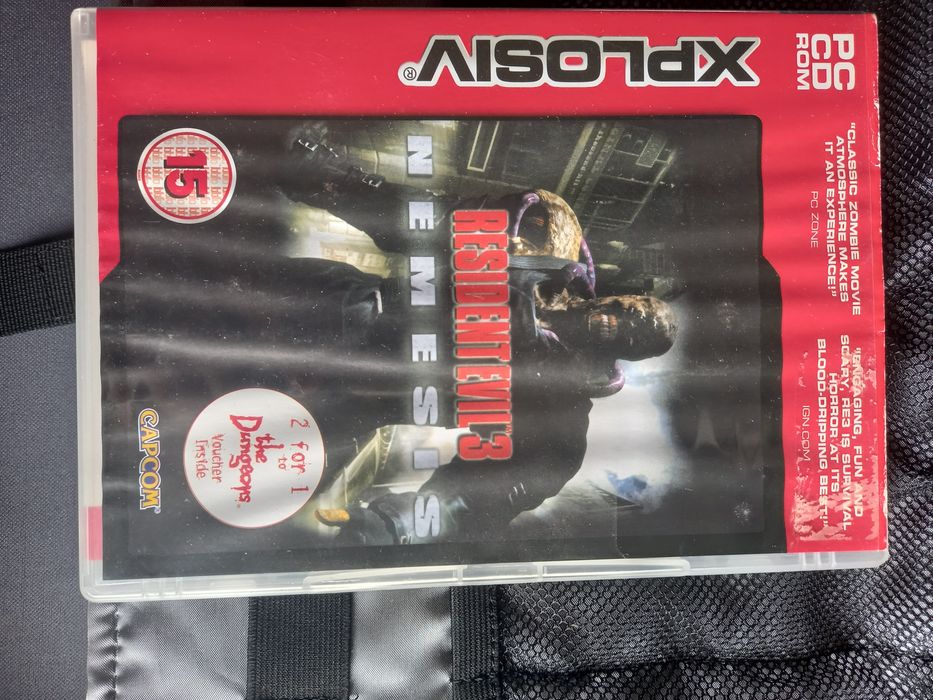 PC
CD
ROM
"CLASSIC ZOMBIE MOVIE
ATMOSPHERE MAKES
IT AN EXPERIENCE!"
PC ZONE
"ENGAGING, FUN AND
SCARY, RE3 IS SURVIVAL
HORROR AT ITS
BLOOD-DRIPPING BEST!"
IGN.COM
XPLOSIV®
RESIDENT EVIL 3
NEMESIS
15
2 for 1
to
the
Dungeons
Voucher
Inside
CAPCOM